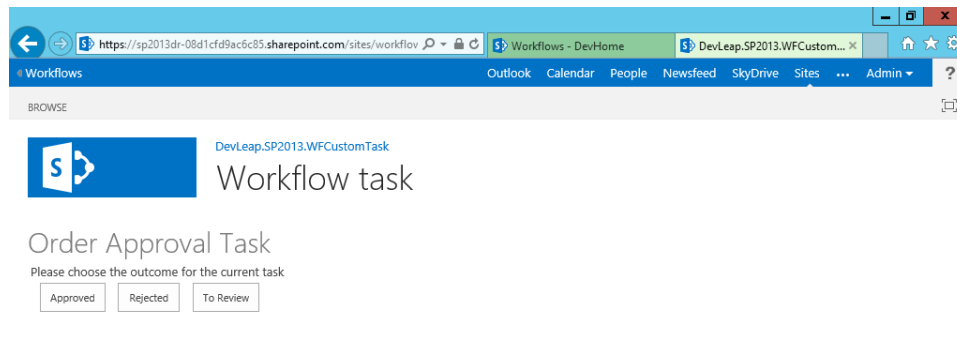 https://sp2013dr-08d1cfd9ac6c85.sharepoint.com/sites/workflov
Workflows - DevHome
DevLeap.SP2013.WFCustom...
Workflows
Outlook Calendar People Newsfeed SkyDrive Sites ... Admin ?
BROWSE
S
DevLeap.SP2013.WFCustomTask
Workflow task
Order Approval Task
Please choose the outcome for the current task
Approved Rejected To Review